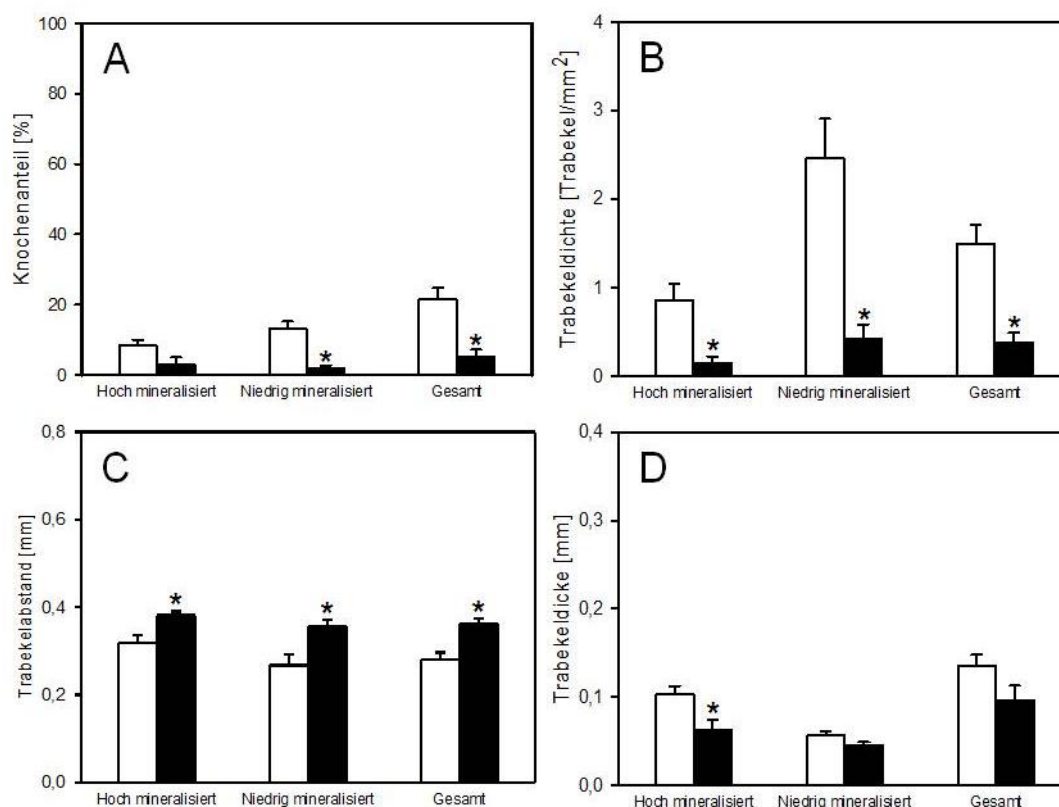 A
Knochenanteil [%]
100
80
60
40
20
0
Hoch mineralisiert Niedrig mineralisiert Gesamt
* *
B
Trabekeldichte [Trabekel/mm²]
4
3
2
1
0
Hoch mineralisiert Niedrig mineralisiert Gesamt
* * *
C
Trabekelabstand [mm]
0,8
0,6
0,4
0,2
0,0
Hoch mineralisiert Niedrig mineralisiert Gesamt
* * *
D
Trabekeldicke [mm]
0,4
0,3
0,2
0,1
0,0
Hoch mineralisiert Niedrig mineralisiert Gesamt
*